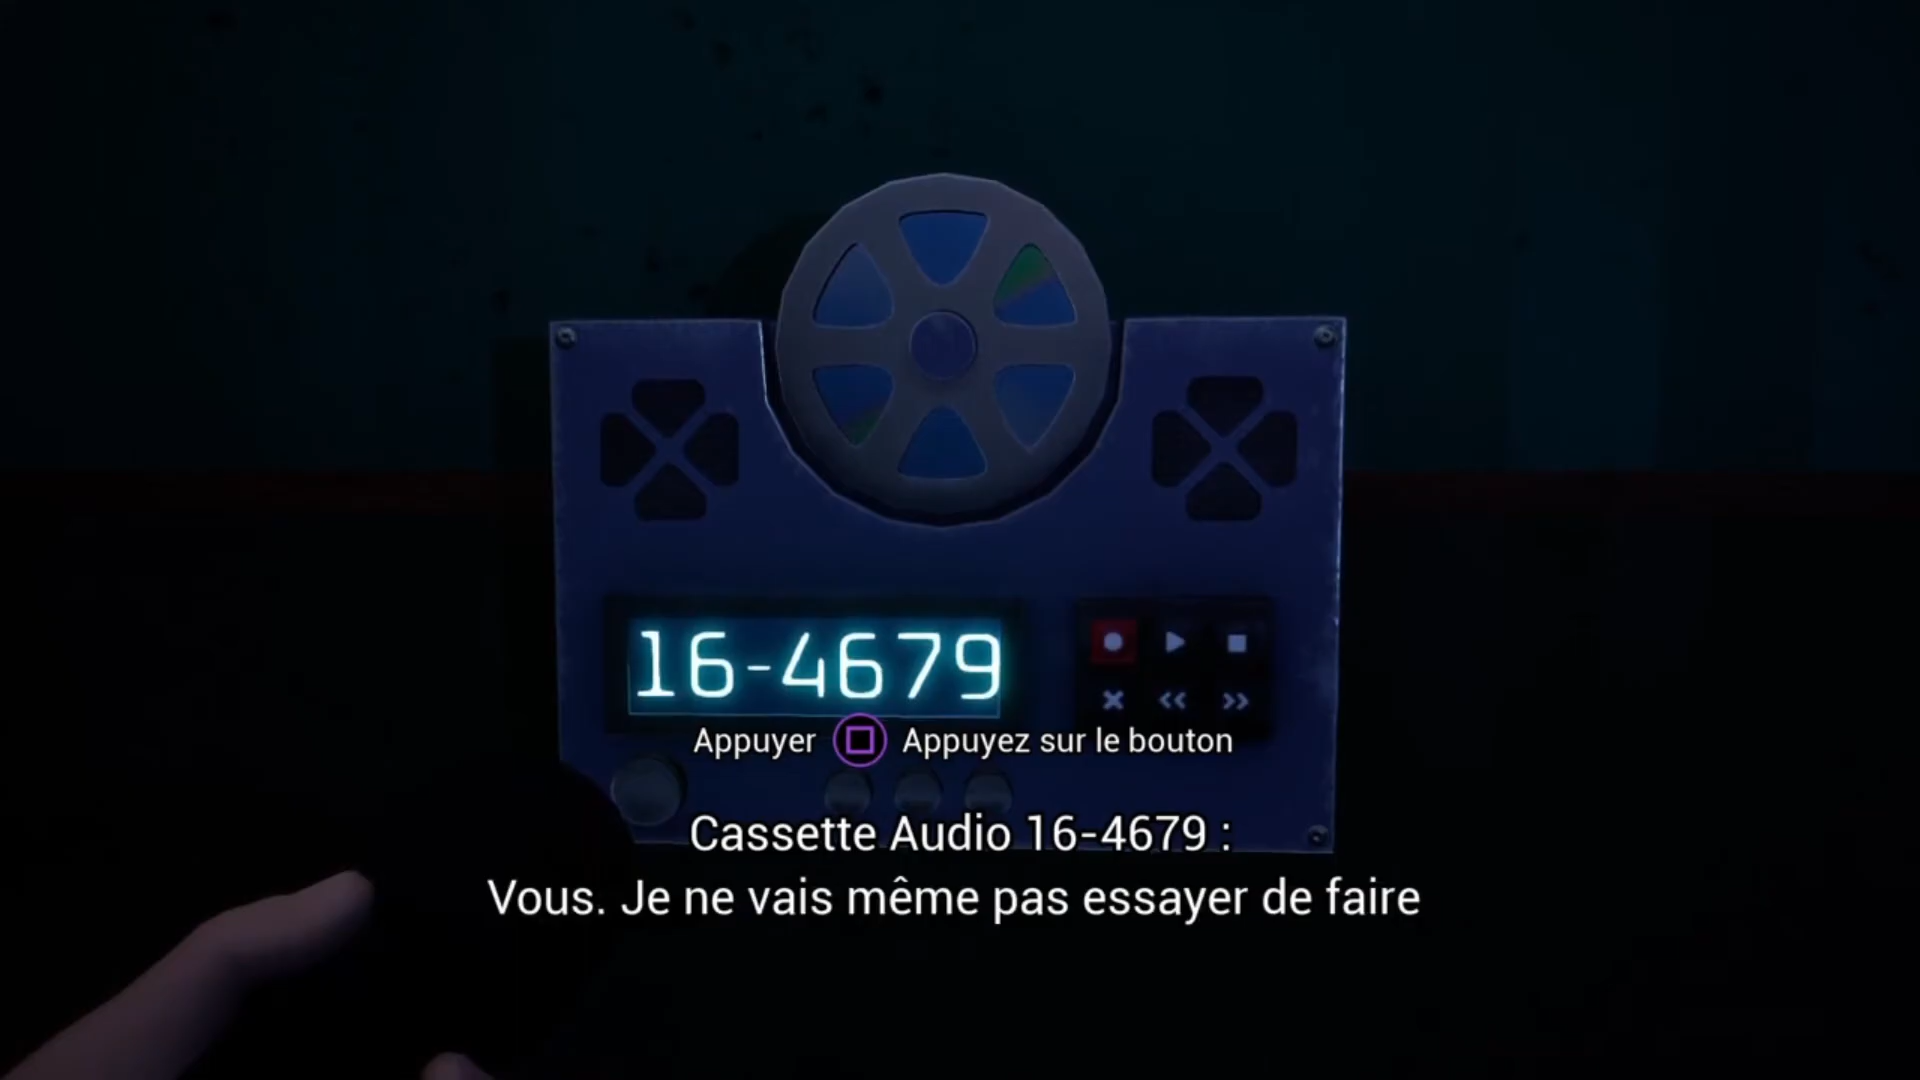 16-4679
Appuyer Appuyez sur le bouton
Cassette Audio 16-4679 :
Vous. Je ne vais même pas essayer de faire